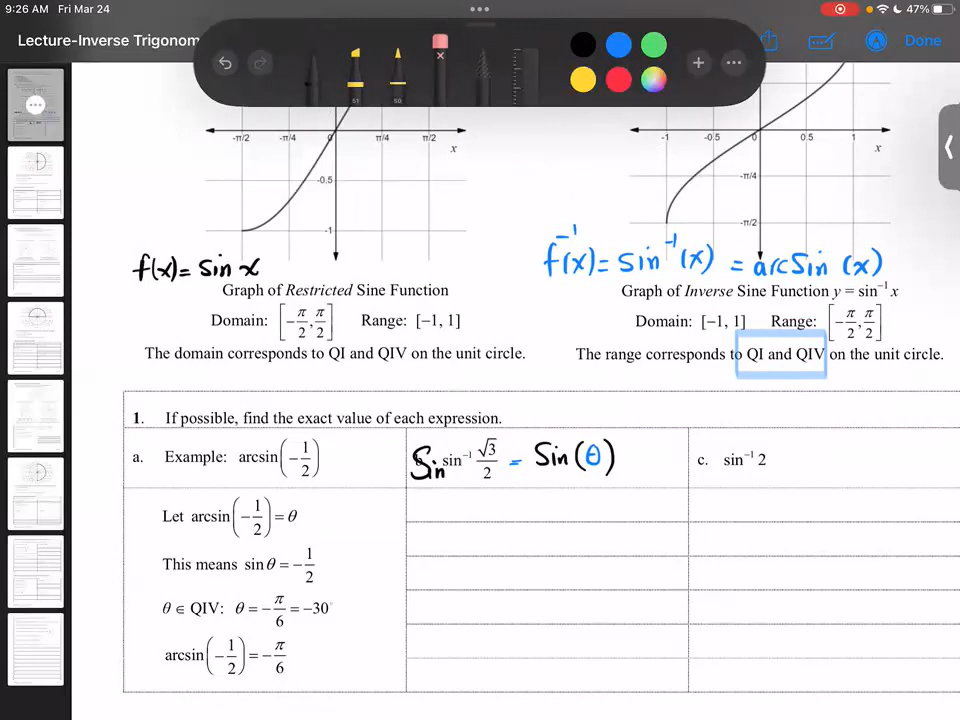 9:26 AM Fri Mar 24
47%
Lecture-Inverse Trigonom
Done
51
50
-π/2 -π/4 0 π/4 π/2
x
-0.5
-1
-1 -0.5 0 0.5 1
x
-π/4
-π/2
f(x)= sin x
f⁻¹(x)= sin⁻¹(x) = arcsin (x)
Graph of Restricted Sine Function
Domain: [−π/2, π/2] Range: [−1, 1]
The domain corresponds to QI and QIV on the unit circle.
Graph of Inverse Sine Function y = sin⁻¹ x
Domain: [−1, 1] Range: [−π/2, π/2]
The range corresponds to QI and QIV on the unit circle.
1. If possible, find the exact value of each expression.
a. Example: arcsin(−1/2)
Let arcsin(−1/2) = θ
This means sin θ = −1/2
θ ∈ QIV: θ = −π/6 = −30°
arcsin(−1/2) = −π/6
Sin sin⁻¹ √3/2 = Sin(θ)
c. sin⁻¹ 2